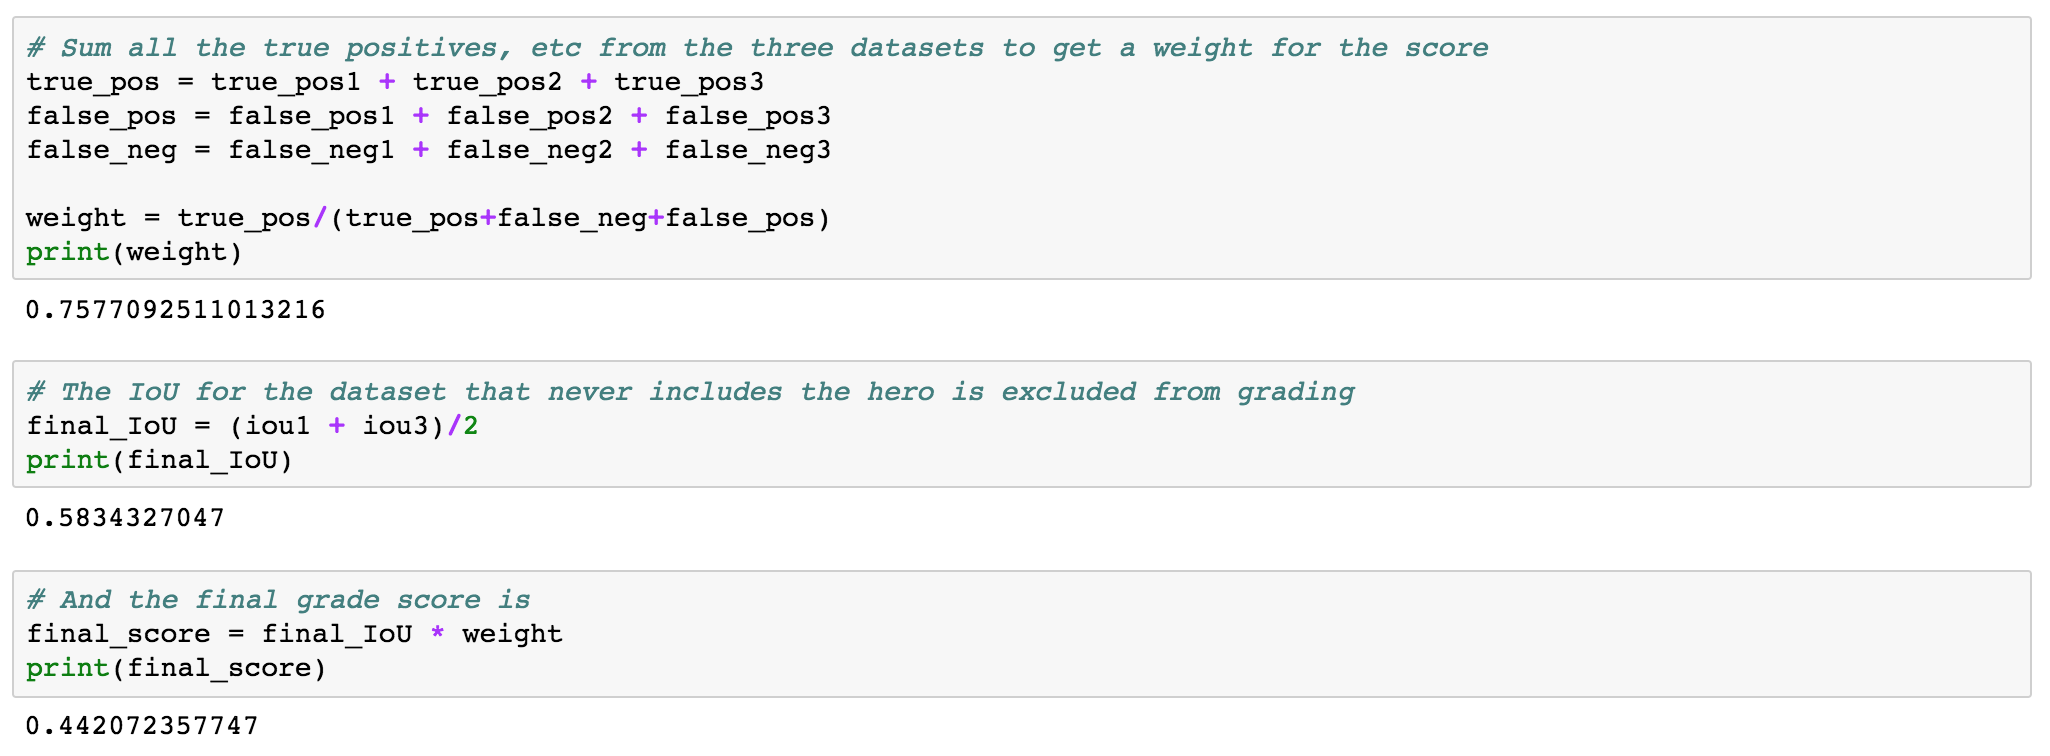 # Sum all the true positives, etc from the three datasets to get a weight for the score
true_pos = true_pos1 + true_pos2 + true_pos3
false_pos = false_pos1 + false_pos2 + false_pos3
false_neg = false_neg1 + false_neg2 + false_neg3
weight = true_pos/(true_pos+false_neg+false_pos)
print(weight)
0.7577092511013216
# The IoU for the dataset that never includes the hero is excluded from grading
final_IoU = (iou1 + iou3)/2
print(final_IoU)
0.5834327047
# And the final grade score is
final_score = final_IoU * weight
print(final_score)
0.442072357747